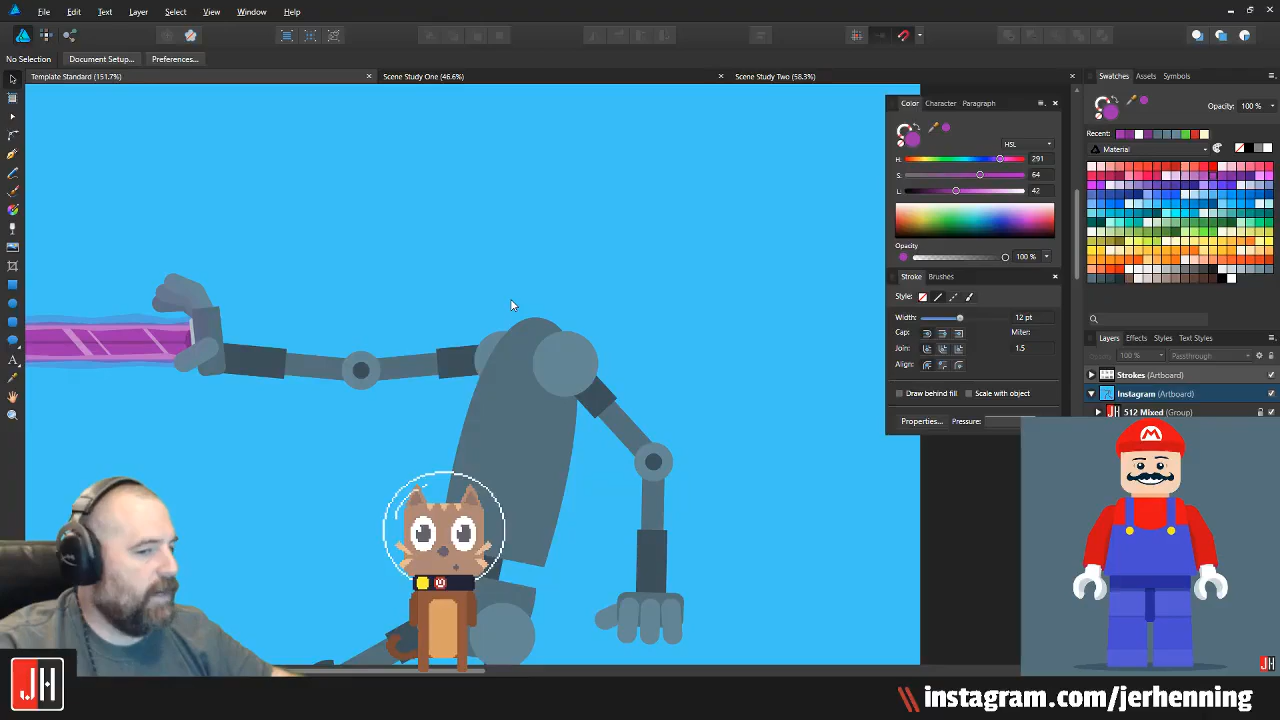 File Edit Text Layer Select View Window Help
No Selection Document Setup... Preferences...
Template Standard (151.7%) Scene Study One (46.6%) Scene Study Two (58.3%)
Swatches Assets Symbols
Opacity: 100 %
Recent:
Material
Color Character Paragraph
HSL
H: 291
S: 64
L: 42
Opacity
100 %
Stroke Brushes
Style:
Width: 12 pt
Cap: Miter:
Join: 1.5
Align:
Draw behind fill Scale with object
Properties... Pressure:
Layers Effects Styles Text Styles
Opacity 100 % Passthrough
Strokes (Artboard)
Instagram (Artboard)
512 Mixed (Group)
M
JH
JH
\\ instagram.com/jerhenning